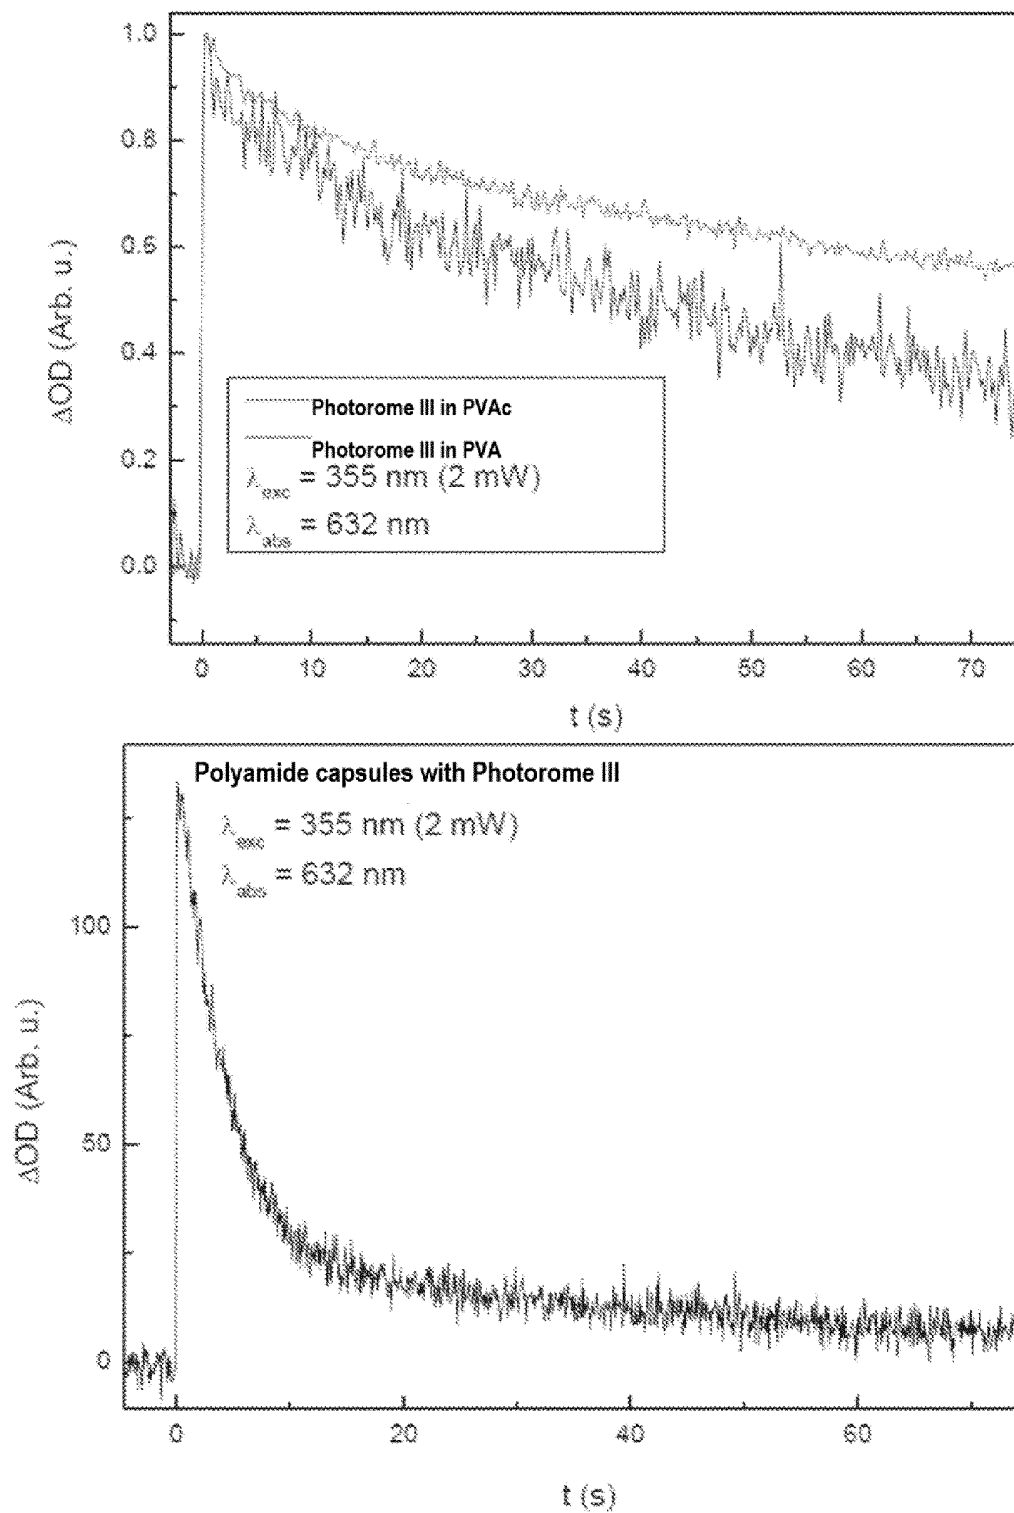 1.0
0.8
0.6
0.4
0.2
0.0
ΔOD (Arb. u.)
Photorome III in PVAc
Photorome III in PVA
λexc = 355 nm (2 mW)
λabs = 632 nm
0 10 20 30 40 50 60 70
t (s)
Polyamide capsules with Photorome III
λexc = 355 nm (2 mW)
λabs = 632 nm
100
50
0
ΔOD (Arb. u.)
0 20 40 60
t (s)